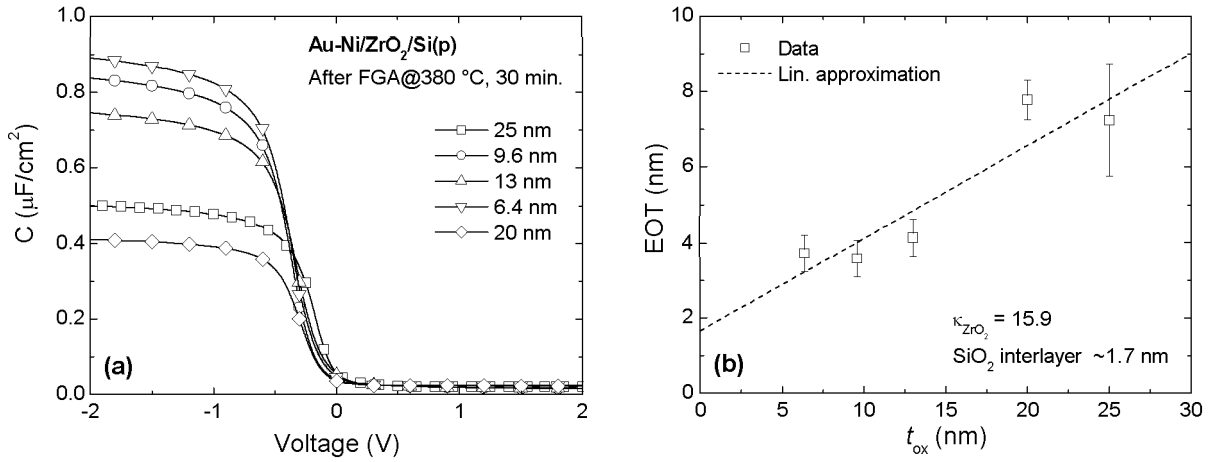 1.0
0.8
0.6
0.4
0.2
0.0
C (µF/cm²)
-2
-1
0
1
2
Voltage (V)
Au-Ni/ZrO₂/Si(p)
After FGA@380 °C, 30 min.
25 nm
9.6 nm
13 nm
6.4 nm
20 nm
(a)
10
8
6
4
2
0
EOT (nm)
0
5
10
15
20
25
30
tₒₓ (nm)
Data
Lin. approximation
κZrO₂ = 15.9
SiO₂ interlayer ~1.7 nm
(b)